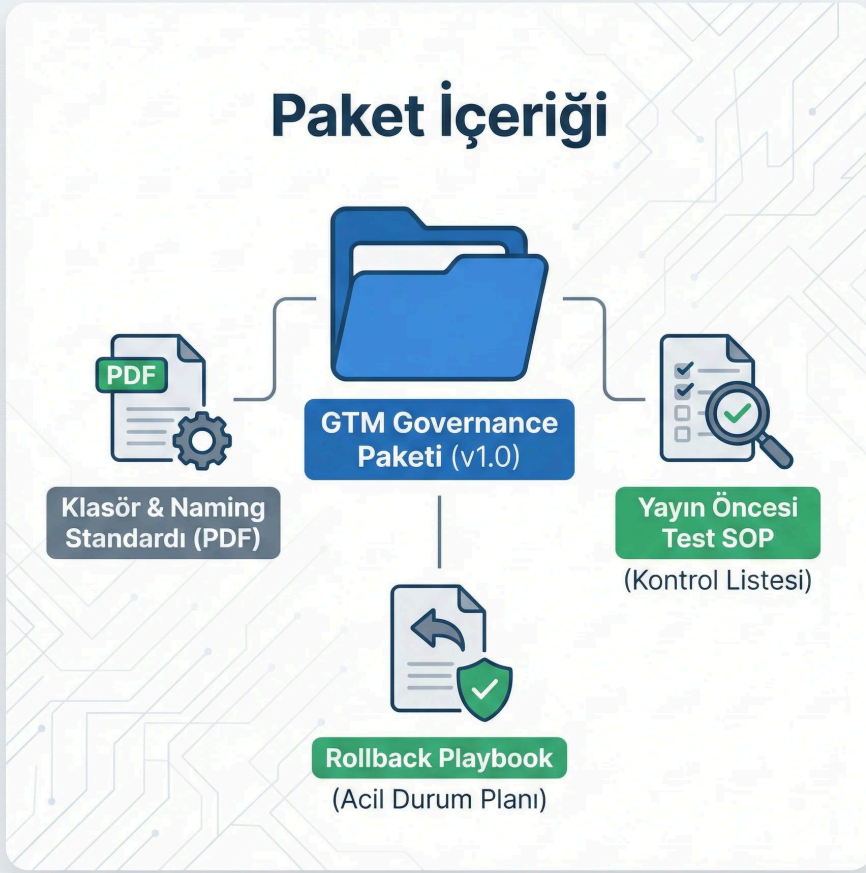 Paket İçeriği
PDF
GTM Governance
Paketi (v1.0)
Klasör & Naming
Standardı (PDF)
Yayın Öncesi
Test SOP
(Kontrol Listesi)
Rollback Playbook
(Acil Durum Planı)